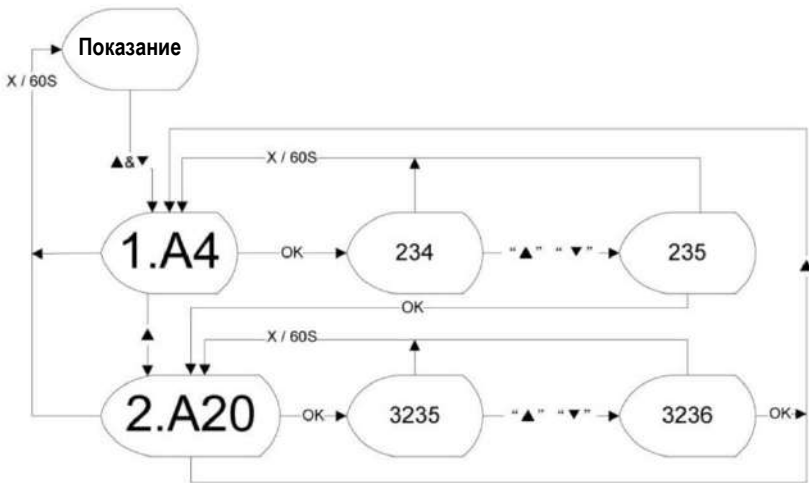 Показание
X / 60S
▲&▼
X / 60S
1.A4
OK
234
“▲” “▼”
235
OK
▲
▲
X / 60S
2.A20
OK
3235
“▲” “▼”
3236
OK